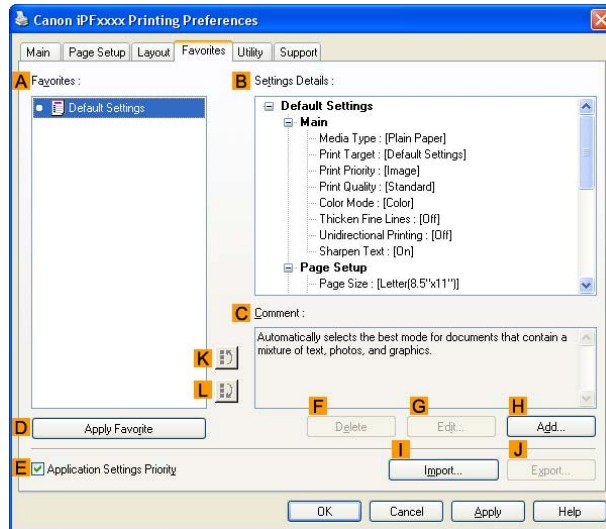 Canon iPFxxxx Printing Preferences
Main Page Setup Layout Favorites Utility Support
A Favorites :
Default Settings
B Settings Details :
Default Settings
Main
Media Type : [Plain Paper]
Print Target : [Default Settings]
Print Priority : [Image]
Print Quality : [Standard]
Color Mode : [Color]
Thicken Fine Lines : [Off]
Unidirectional Printing : [Off]
Sharpen Text : [On]
Page Setup
Page Size : [Letter(8.5"x11")]
C Comment :
Automatically selects the best mode for documents that contain a
mixture of text, photos, and graphics.
K
L
D Apply Favorite
F Delete
G Edit...
H Add...
E Application Settings Priority
I Import...
J Export...
OK Cancel Apply Help